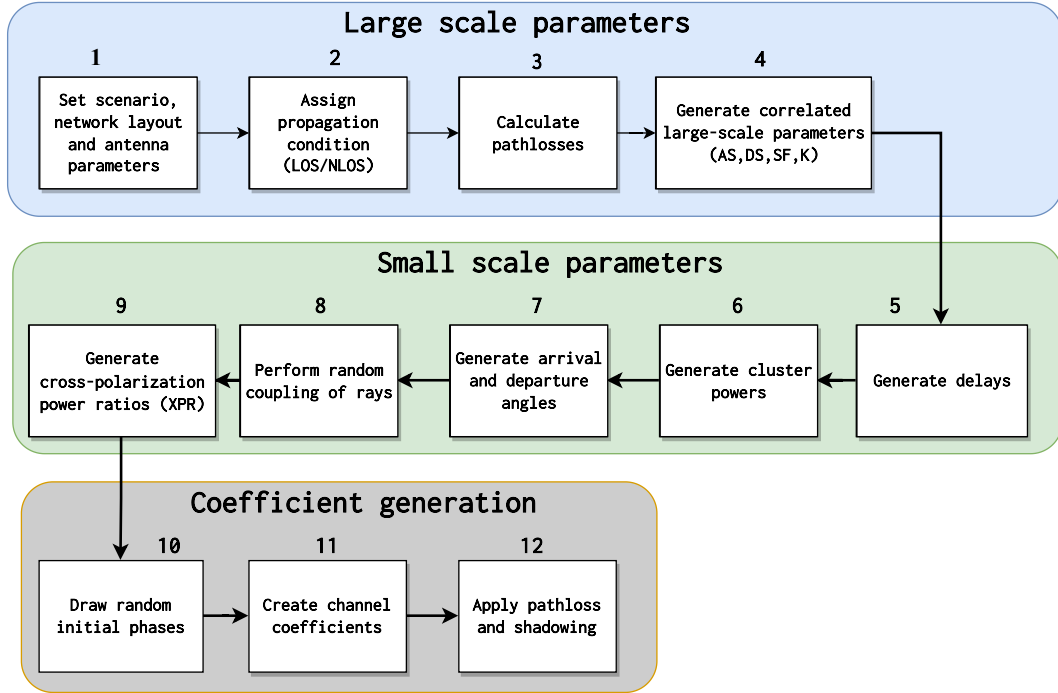 Large scale parameters
1
Set scenario,
network layout
and antenna
parameters
2
Assign
propagation
condition
(LOS/NLOS)
3
Calculate
pathlosses
4
Generate correlated
large-scale parameters
(AS,DS,SF,K)
Small scale parameters
5
Generate delays
6
Generate cluster
powers
7
Generate arrival
and departure
angles
8
Perform random
coupling of rays
9
Generate
cross-polarization
power ratios (XPR)
Coefficient generation
10
Draw random
initial phases
11
Create channel
coefficients
12
Apply pathloss
and shadowing